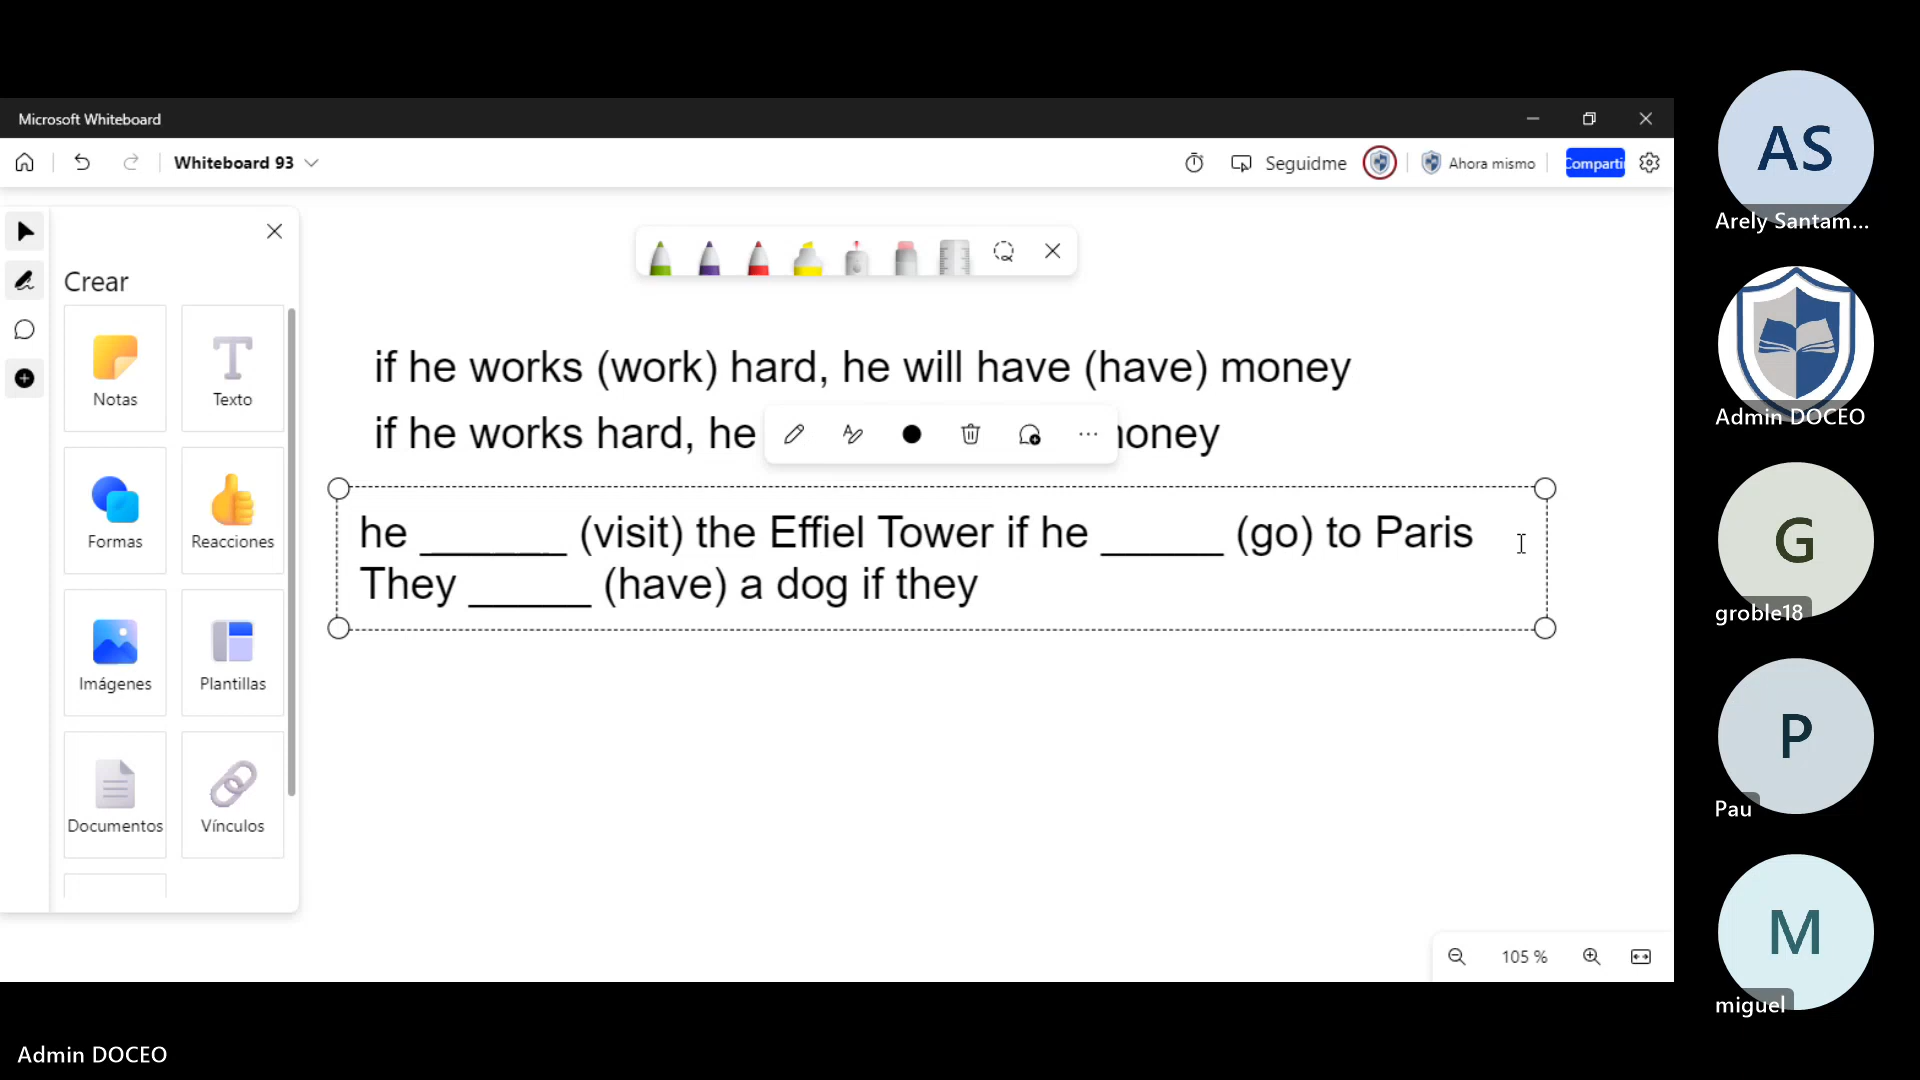 Microsoft Whiteboard
Whiteboard 93
Seguidme
Ahora mismo
Comparti
Crear
Notas
Texto
Formas
Reacciones
Imágenes
Plantillas
Documentos
Vínculos
if he works (work) hard, he will have (have) money
if he works hard, he
he ______ (visit) the Effiel Tower if he _____ (go) to Paris
They _____ (have) a dog if they
105 %
AS
Arely Santam...
Admin DOCEO
G
groble18
P
Pau
M
miguel
Admin DOCEO